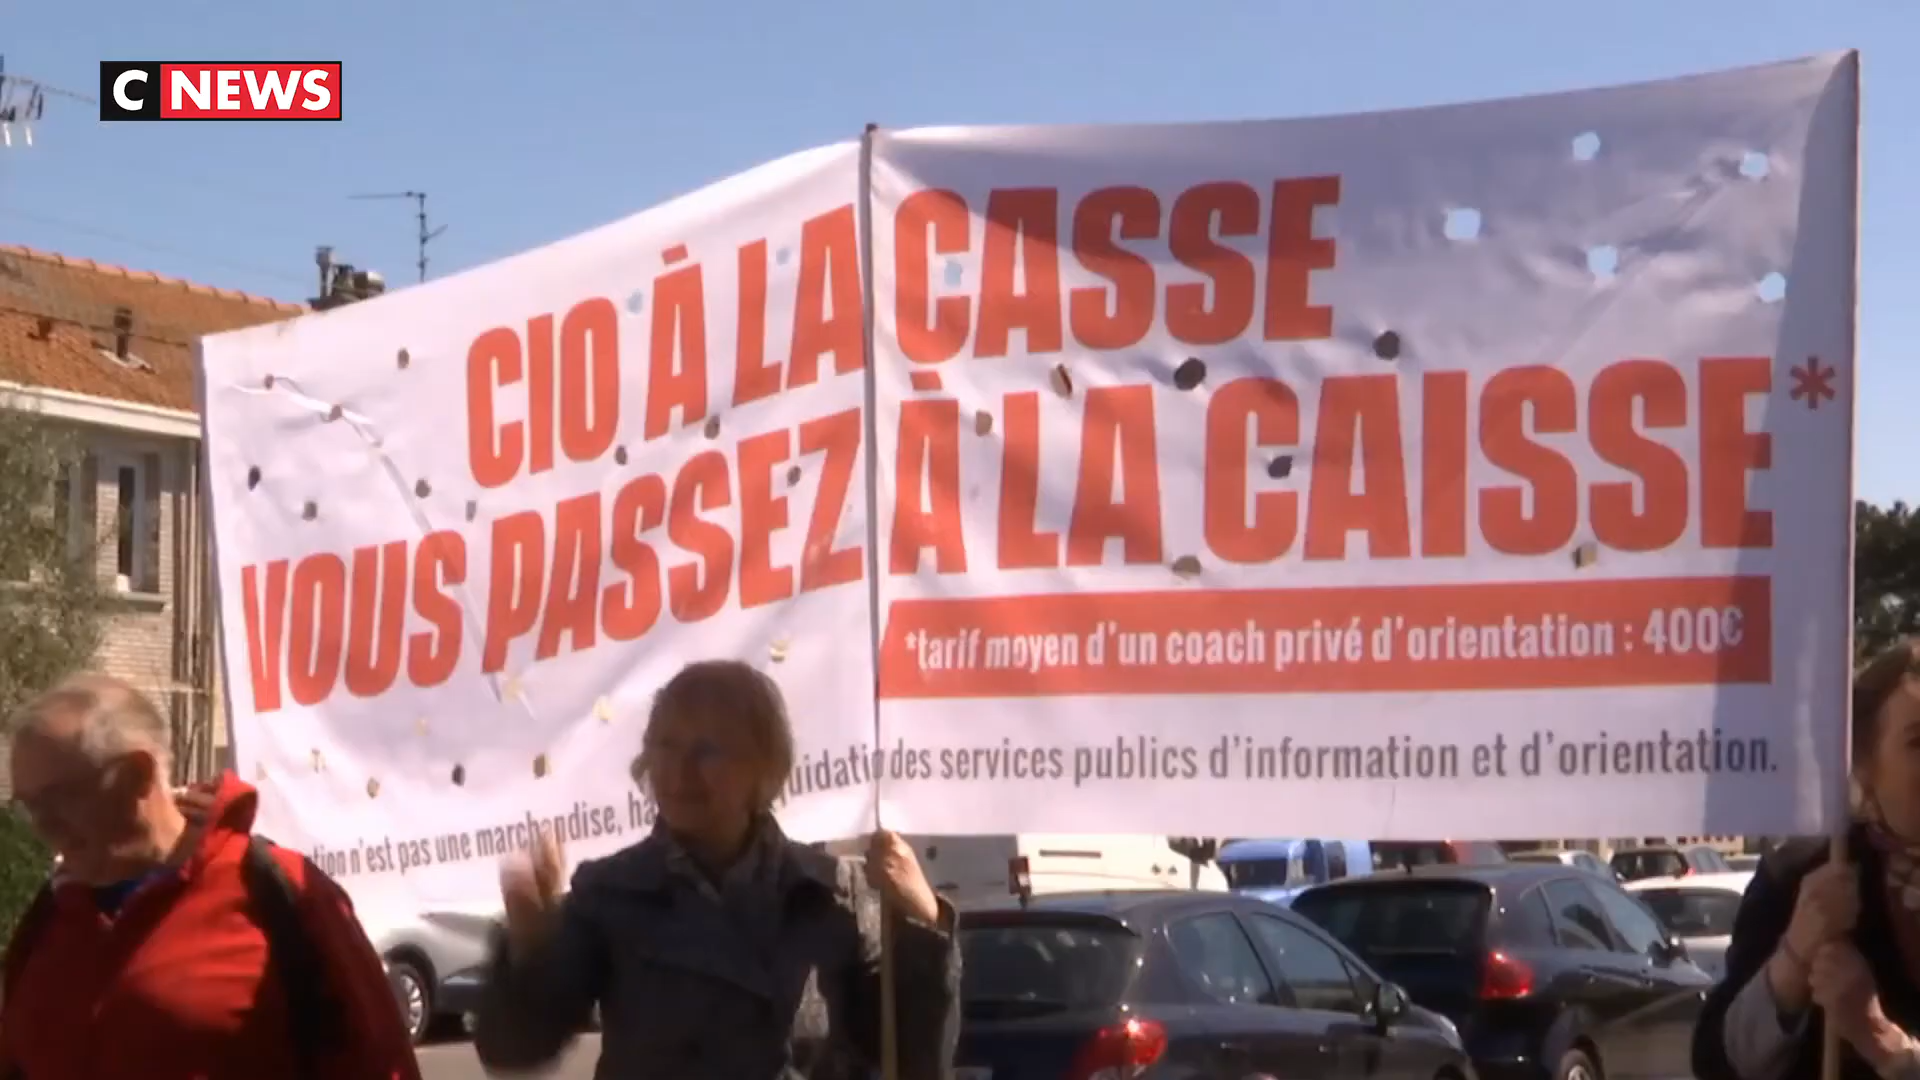 C NEWS
CIO À LA CASSE
VOUS PASSEZ À LA CAISSE*
*tarif moyen d'un coach privé d'orientation : 400€
n'est pas une marchandise, des services publics d'information et d'orientation.